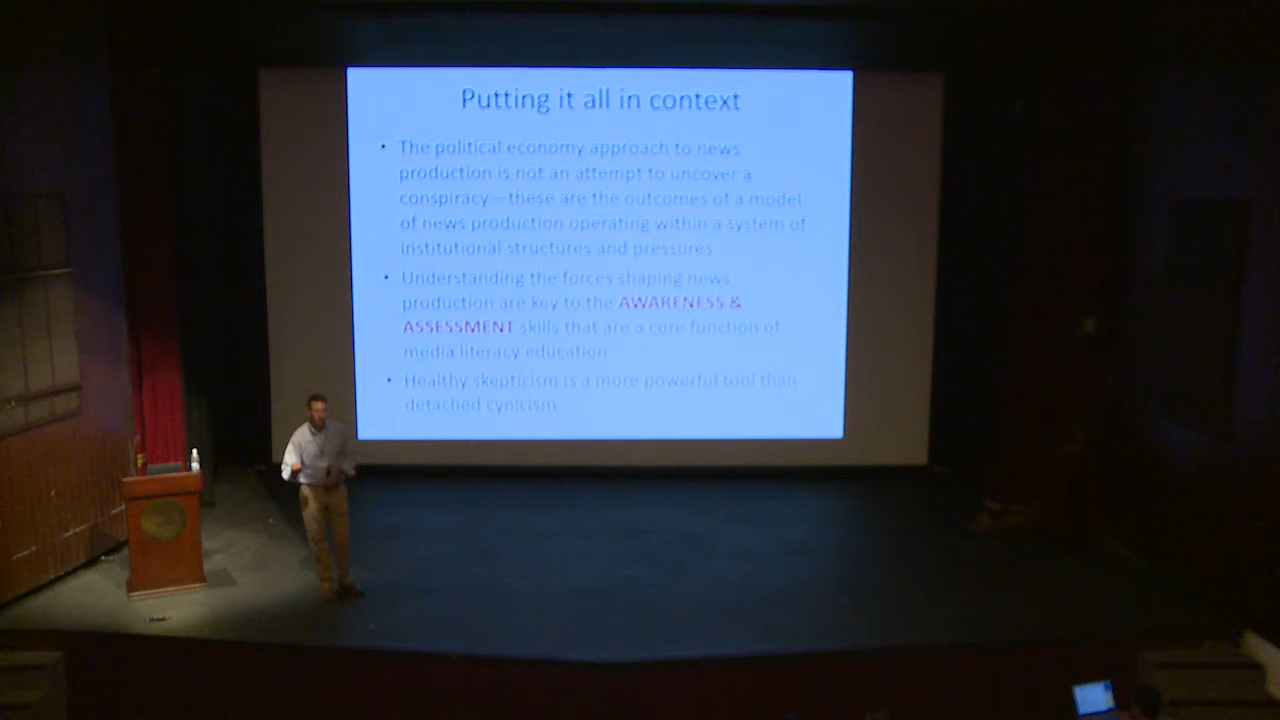 Putting it all in context
• The political economy approach to news
production is not an attempt to uncover a
conspiracy—these are the outcomes of a model
of news production operating within a system of
institutional structures and pressures
• Understanding the forces shaping news
production are key to the AWARENESS &
ASSESSMENT skills that are a core function of
media literacy education
• Healthy skepticism is a more powerful tool than
detached cynicism